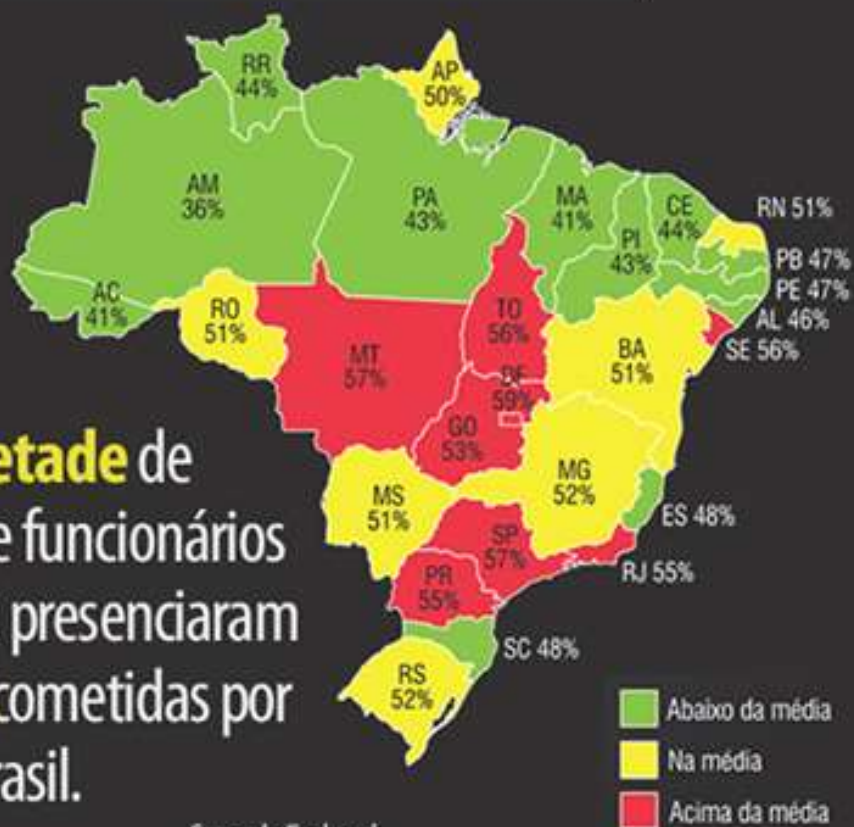 RR
44%
AP
50%
AM
36%
PA
43%
MA
41%
CE
44%
RN 51%
PI
43%
PB 47%
PE 47%
AL 46%
SE 56%
AC
41%
RO
51%
TO
56%
MT
57%
BA
51%
DF
59%
GO
53%
MG
52%
MS
51%
ES 48%
SP
57%
RJ 55%
PR
55%
SC 48%
RS
52%
etade de
e funcionários
presenciaram
cometidas por
rasil.
Abaixo da média
Na média
Acima da média